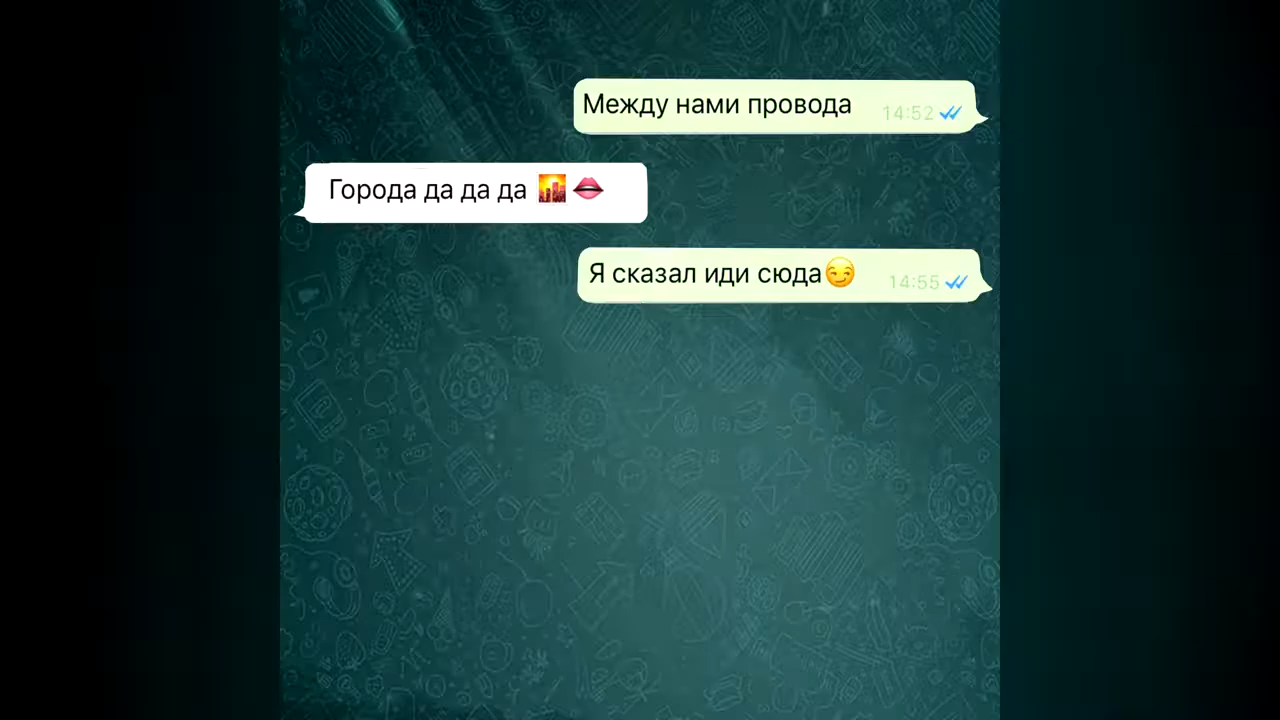 Между нами провода 14:52
Города да да да 🌇 👄
Я сказал иди сюда😏 14:55